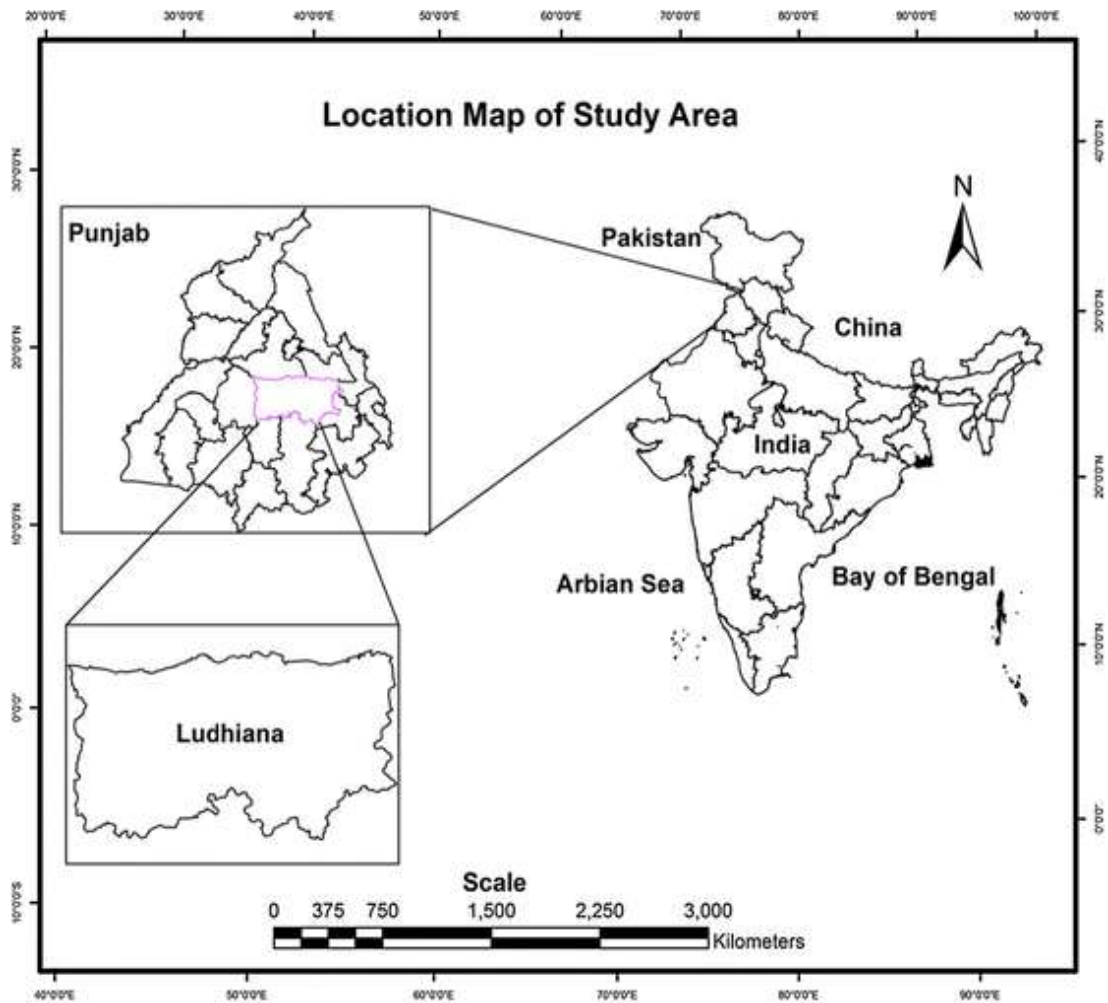 20°0'0"E 30°0'0"E 40°0'0"E 50°0'0"E 60°0'0"E 70°0'0"E 80°0'0"E 90°0'0"E 100°0'0"E
Location Map of Study Area
40°0'0"N
30°0'0"N
N
Punjab
Pakistan
30°0'0"N
China
20°0'0"N
India
20°0'0"N
10°0'0"N
Arbian Sea
Bay of Bengal
10°0'0"N
0°0'0"
Ludhiana
0°0'0"
Scale
10°0'0"S
0 375 750 1,500 2,250 3,000
Kilometers
40°0'0"E 50°0'0"E 60°0'0"E 70°0'0"E 80°0'0"E 90°0'0"E